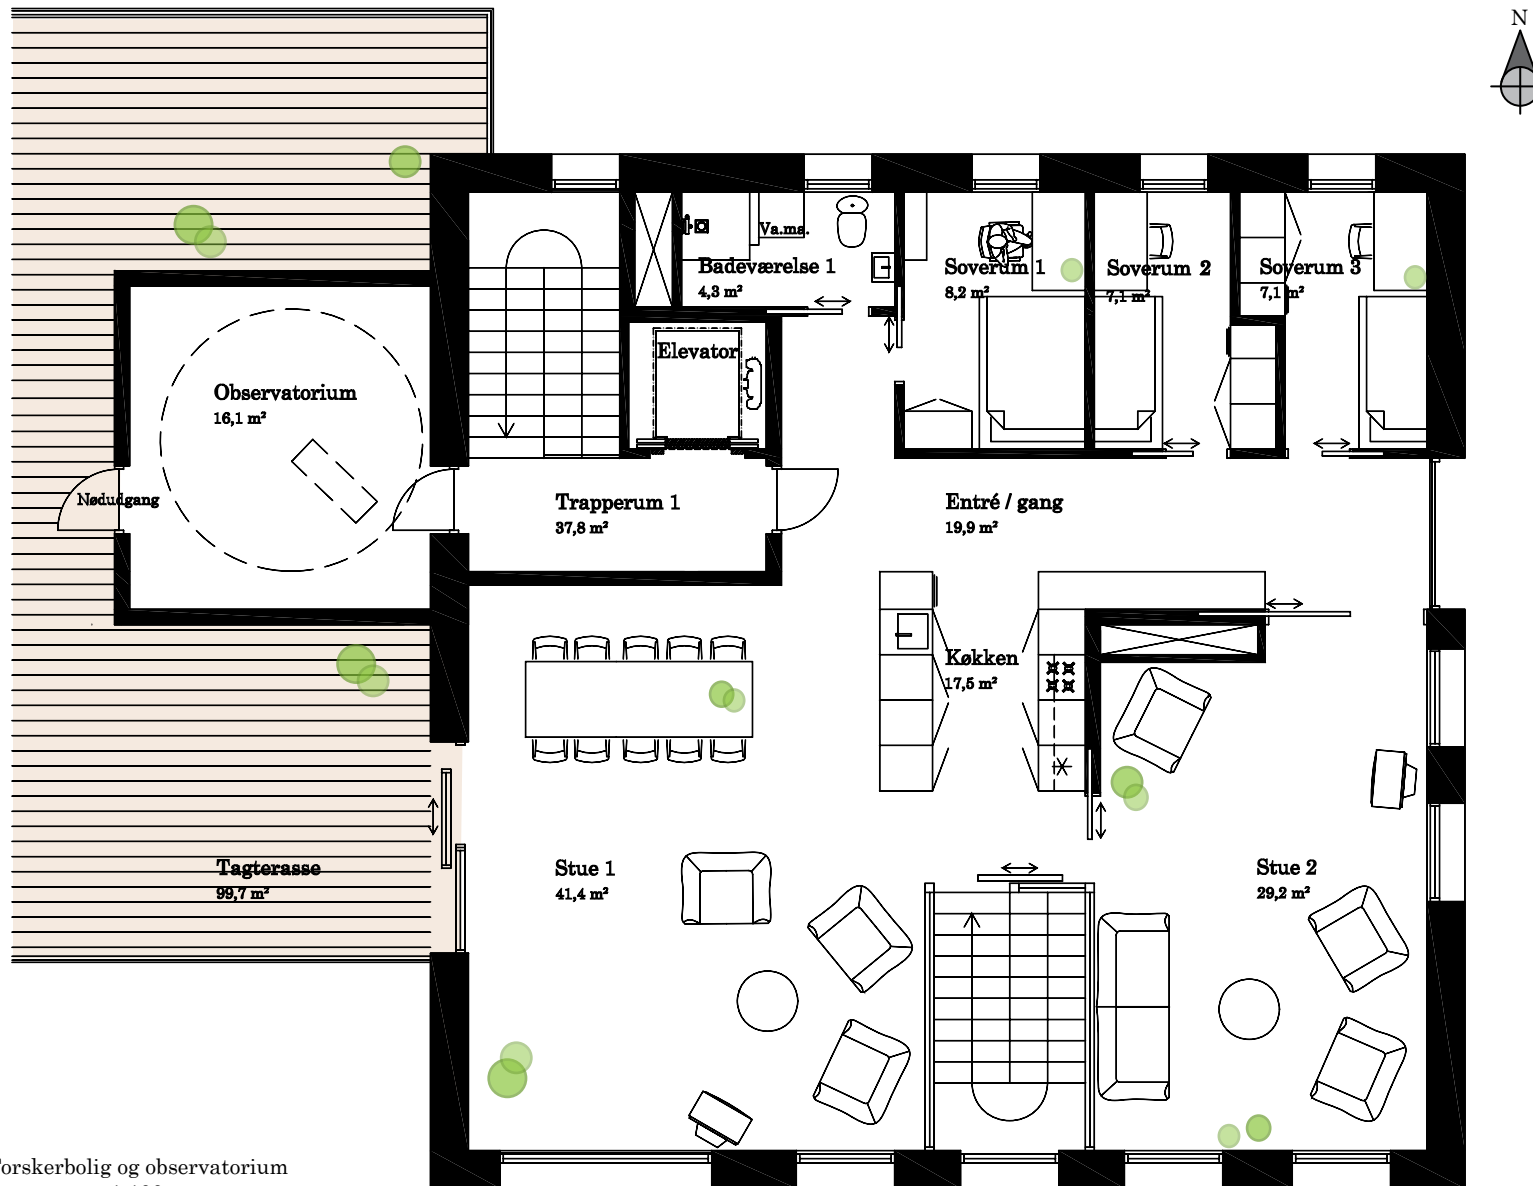 N
Va.ma.
Badeværelse 1
4,3 m²
Soverum 1
8,2 m²
Soverum 2
7,1 m²
Soverum 3
7,1 m²
Elevator
Observatorium
16,1 m²
Nødudgang
Trapperum 1
37,8 m²
Entré / gang
19,9 m²
Køkken
17,5 m²
Tagterasse
99,7 m²
Stue 1
41,4 m²
Stue 2
29,2 m²
orskerbolig og observatorium